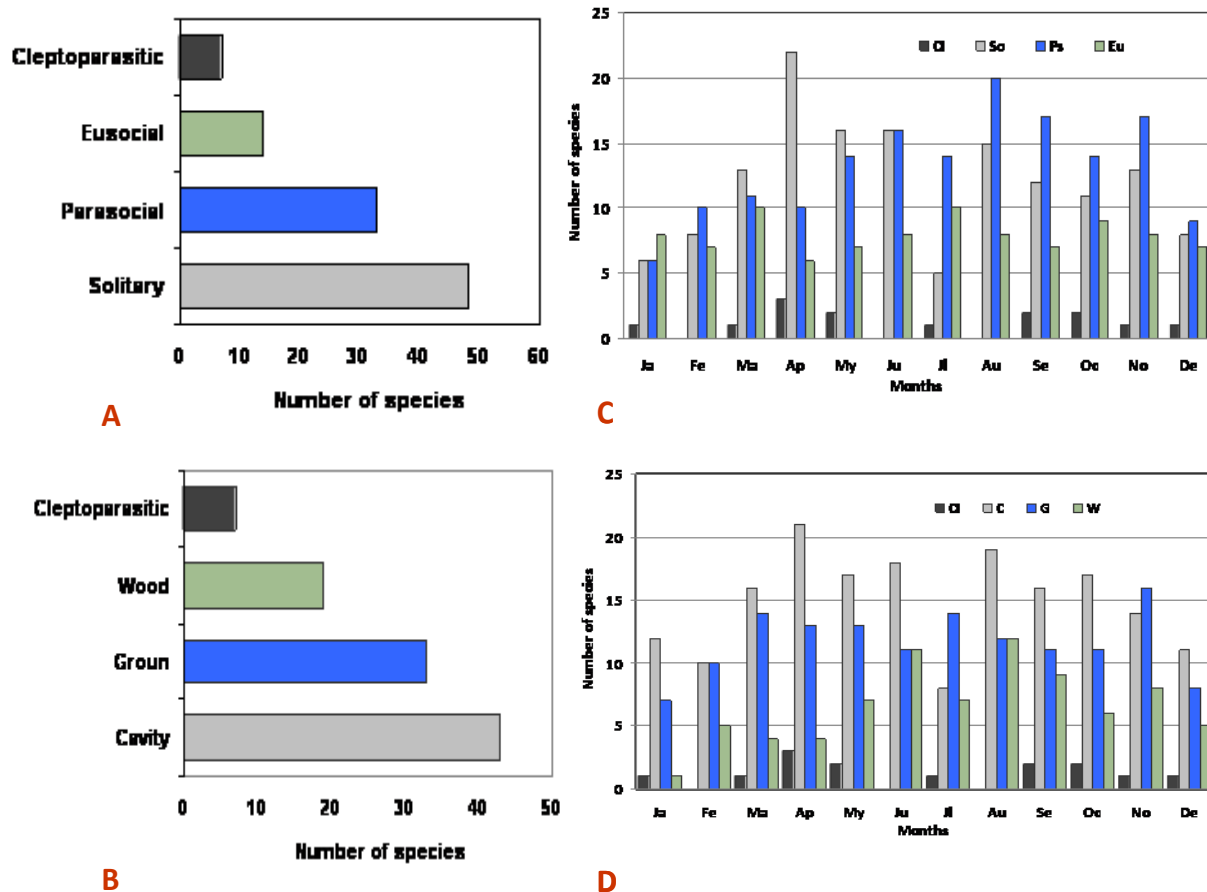 Cleptoparasitic
Eusocial
Parasocial
Solitary
0 10 20 30 40 50 60
Number of species
A
25
20
15
10
5
0
Number of species
Cl So Ps Eu
Ja Fe Ma Ap My Ju Jl Au Se Oc No De
Months
C
Cleptoparasitic
Wood
Groun
Cavity
0 10 20 30 40 50
Number of species
B
25
20
15
10
5
0
Number of species
Cl C G W
Ja Fe Ma Ap My Ju Jl Au Se Oc No De
Months
D